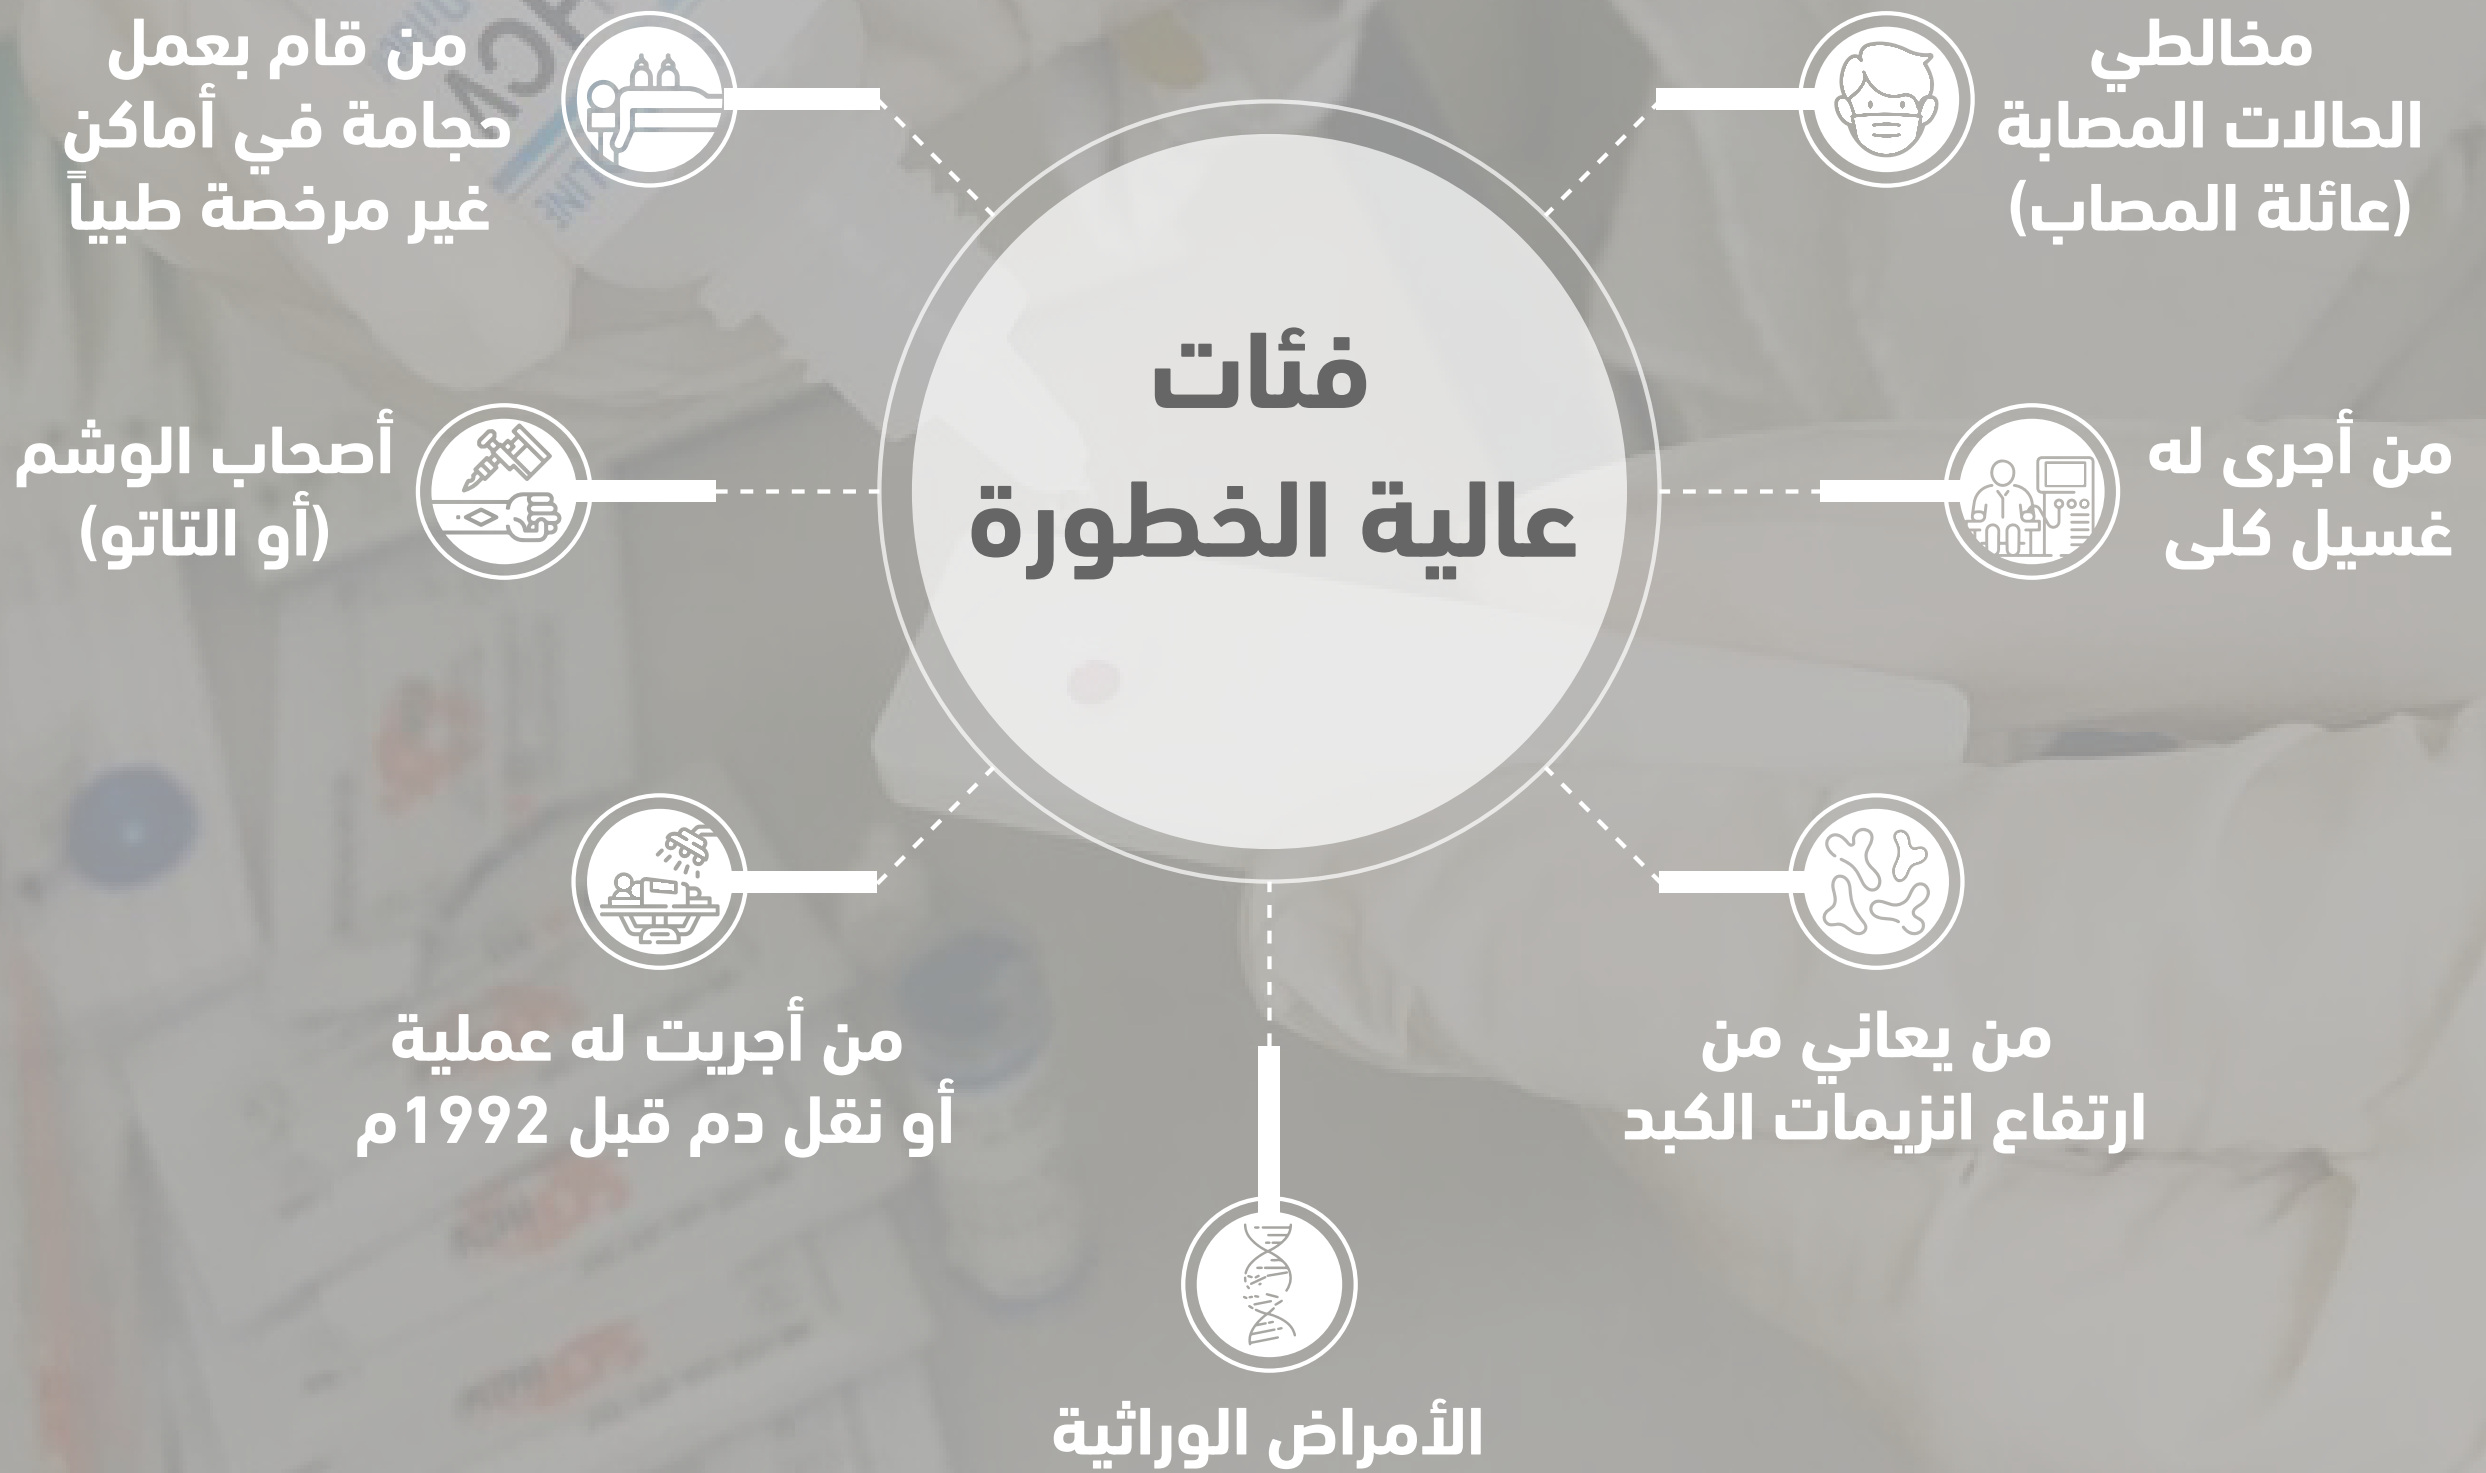 فئات
عالية الخطورة
مخالطي
الحالات المصابة
(عائلة المصاب)
من أجرى له
غسيل كلى
من يعاني من
ارتفاع انزيمات الكبد
الأمراض الوراثية
من أجريت له عملية
أو نقل دم قبل 1992م
أصحاب الوشم
(أو التاتو)
من قام بعمل
حجامة في أماكن
غير مرخصة طبياً
HCV